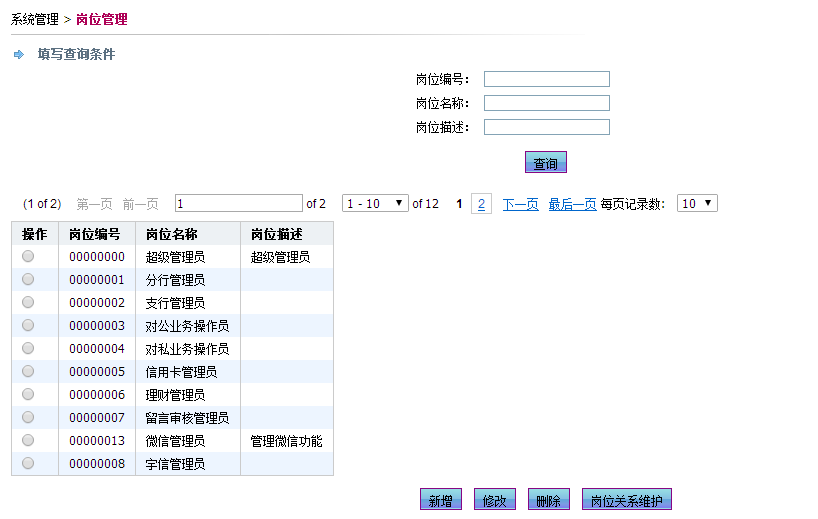 系统管理 > 岗位管理
填写查询条件
岗位编号：
岗位名称：
岗位描述：
查询
(1 of 2) 第一页 前一页 1 of 2 1 - 10 of 12 1 2 下一页 最后一页 每页记录数： 10
操作 岗位编号 岗位名称 岗位描述
00000000 超级管理员 超级管理员
00000001 分行管理员
00000002 支行管理员
00000003 对公业务操作员
00000004 对私业务操作员
00000005 信用卡管理员
00000006 理财管理员
00000007 留言审核管理员
00000013 微信管理员 管理微信功能
00000008 宇信管理员
新增 修改 删除 岗位关系维护